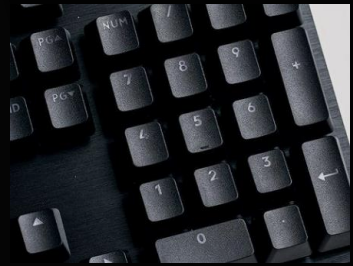 NUM /
PG▲ 7 8 9 +
D PG▼ 4 5 6
1 2 3 ↵
▲ 0 .